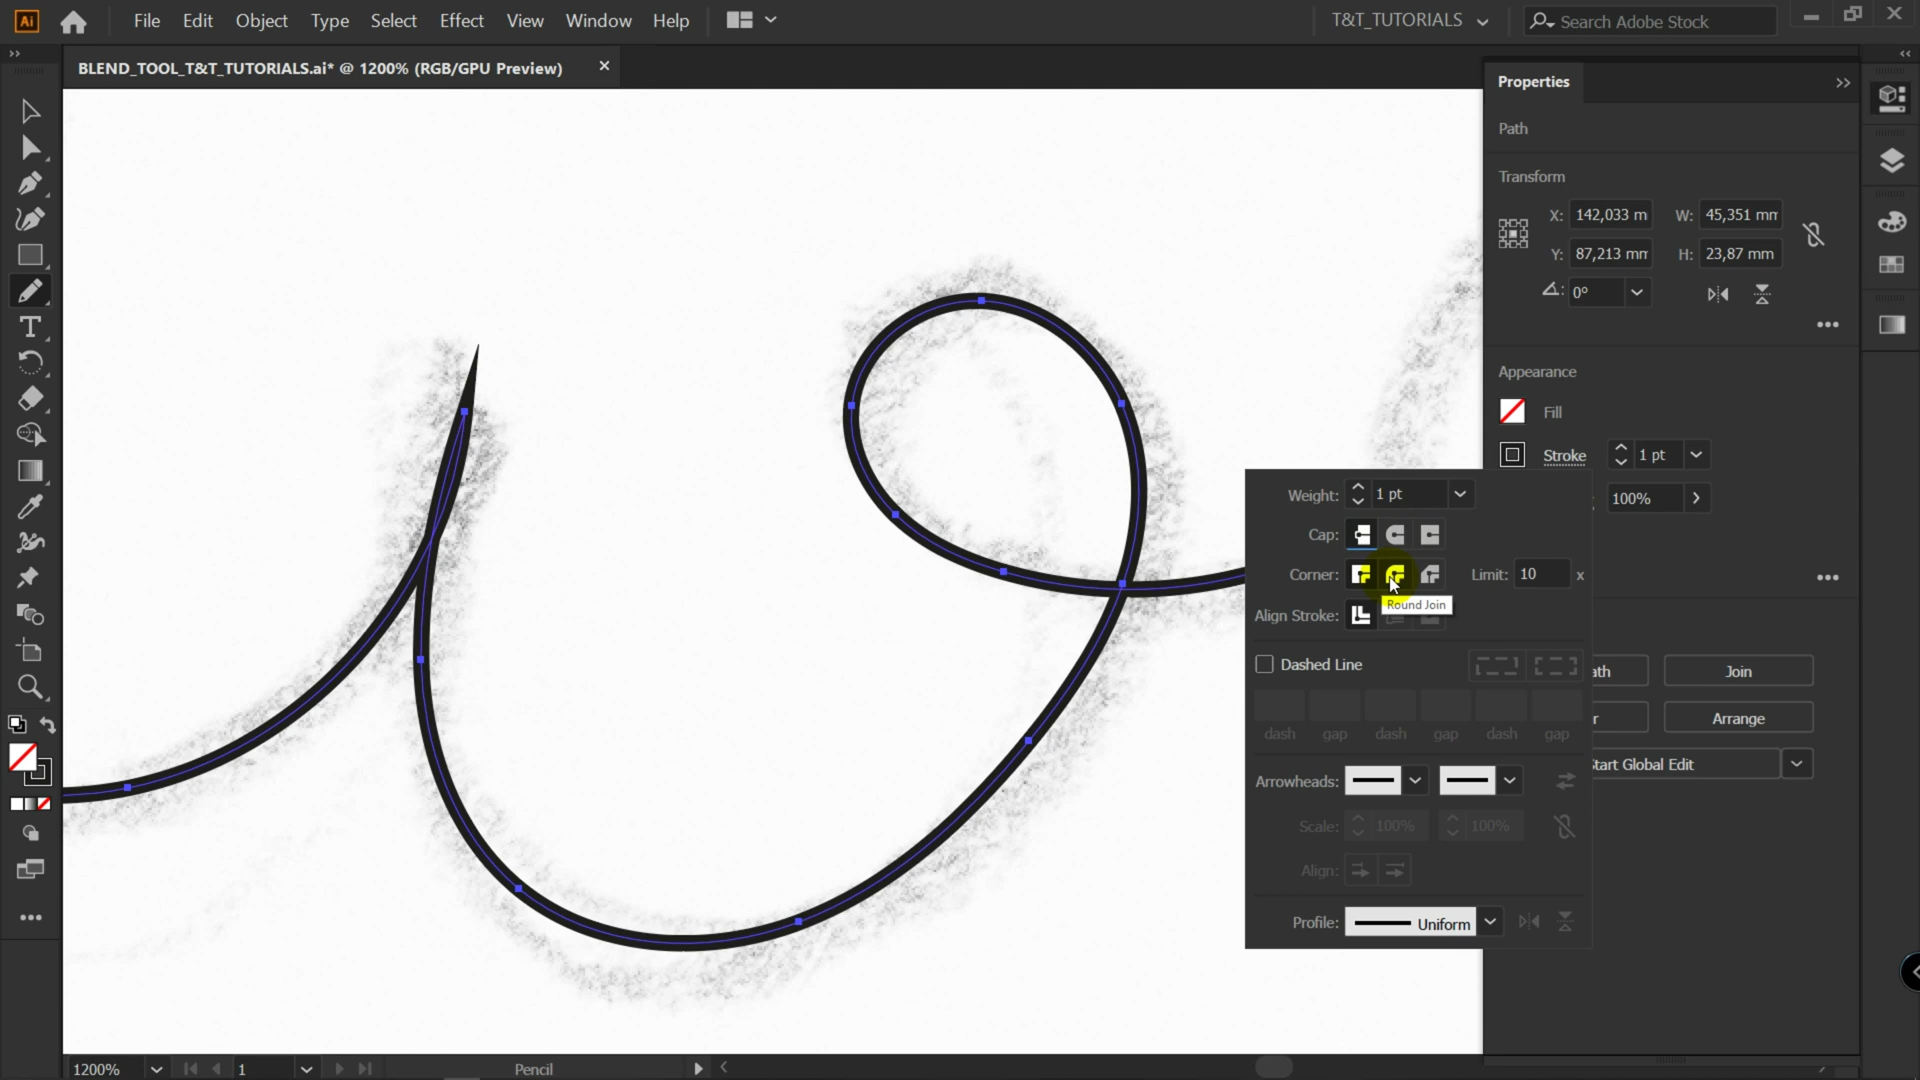 Ai File Edit Object Type Select Effect View Window Help T&T_TUTORIALS Search Adobe Stock
BLEND_TOOL_T&T_TUTORIALS.ai* @ 1200% (RGB/GPU Preview) ×
Properties
Path
Transform
X: 142,033 m W: 45,351 mm
Y: 87,213 mm H: 23,87 mm
0°
Appearance
Fill
Stroke 1 pt
100%
Weight: 1 pt
Cap:
Corner: Limit: 10 x
Round Join
Align Stroke:
Dashed Line
dash gap dash gap dash gap
Arrowheads:
Scale: 100% 100%
Align:
Profile: Uniform
ath Join
r Arrange
tart Global Edit
1200% 1 Pencil